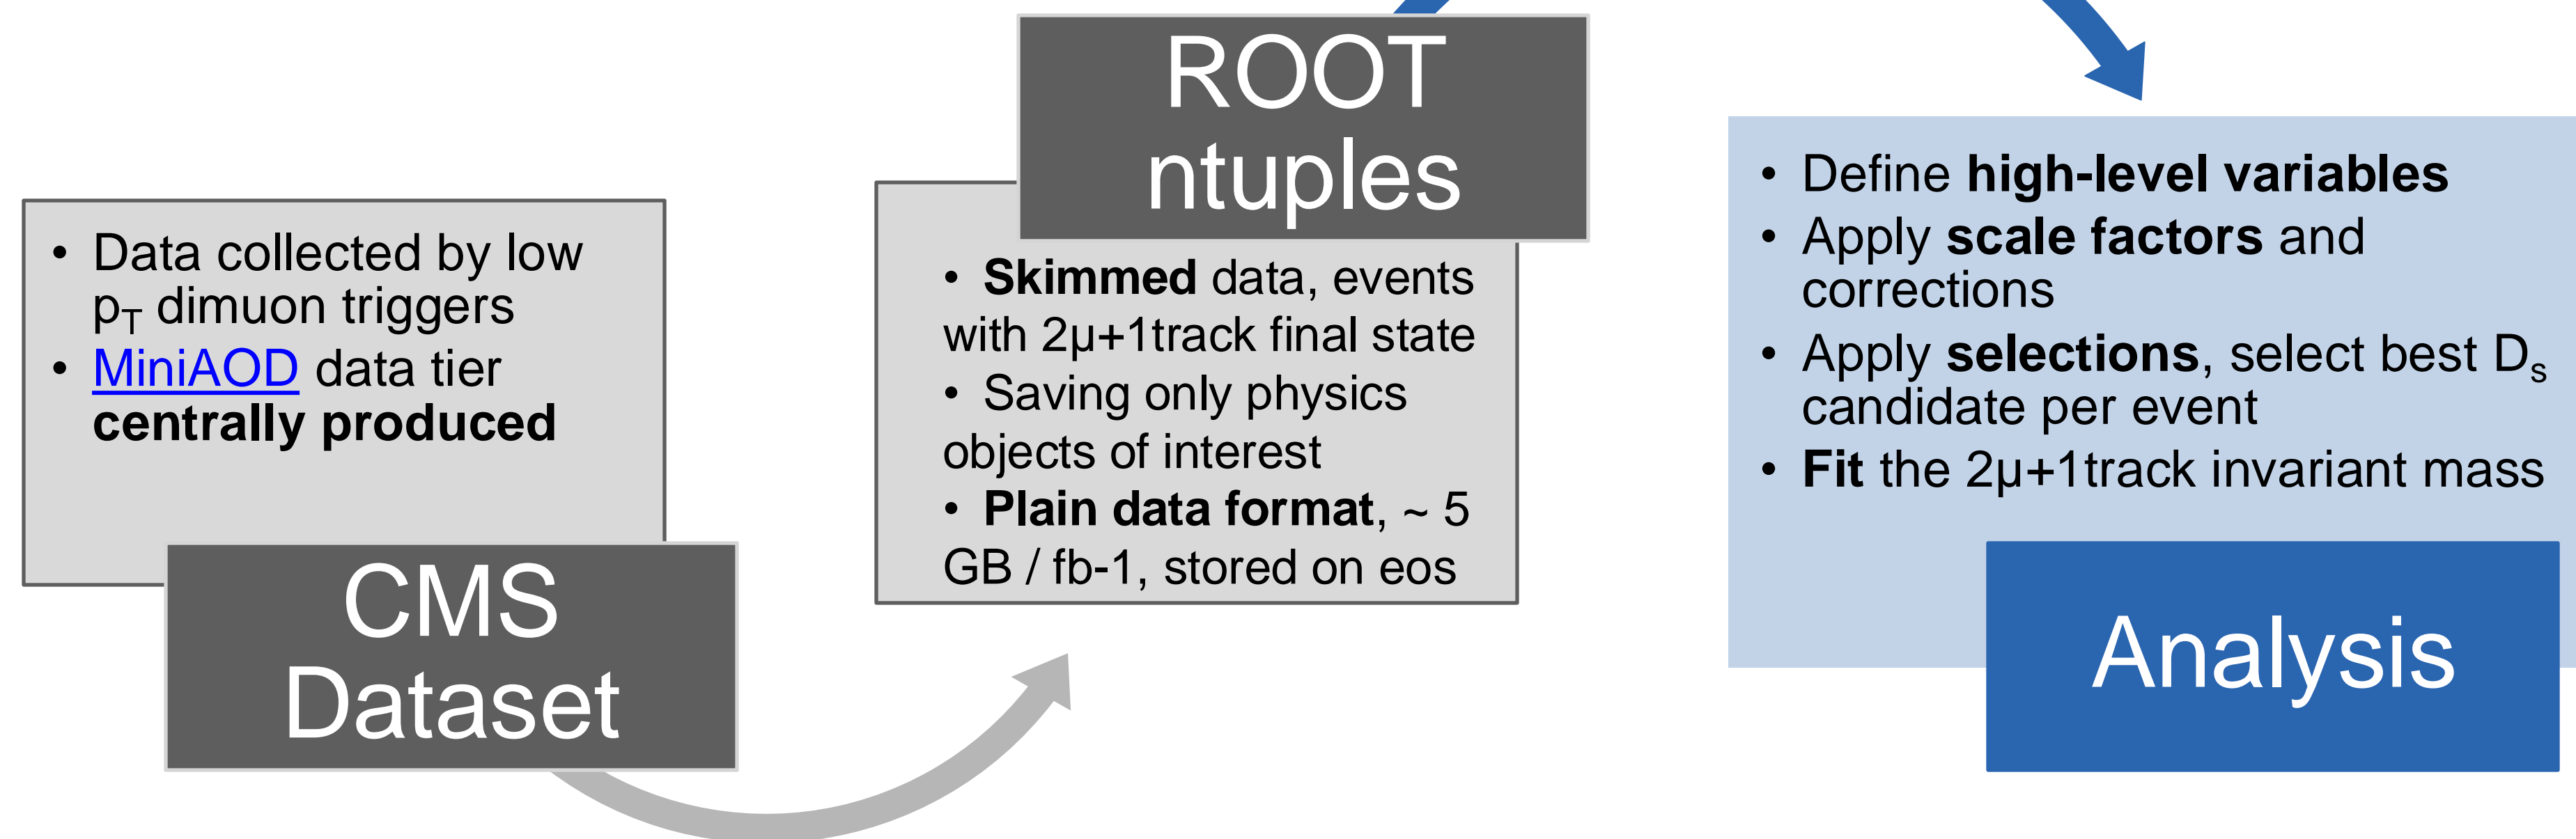 • Data collected by low
pT dimuon triggers
• MiniAOD data tier
centrally produced
CMS
Dataset
ROOT
ntuples
• Skimmed data, events
with 2µ+1track final state
• Saving only physics
objects of interest
• Plain data format, ~ 5
GB / fb-1, stored on eos
• Define high-level variables
• Apply scale factors and
corrections
• Apply selections, select best Ds
candidate per event
• Fit the 2µ+1track invariant mass
Analysis